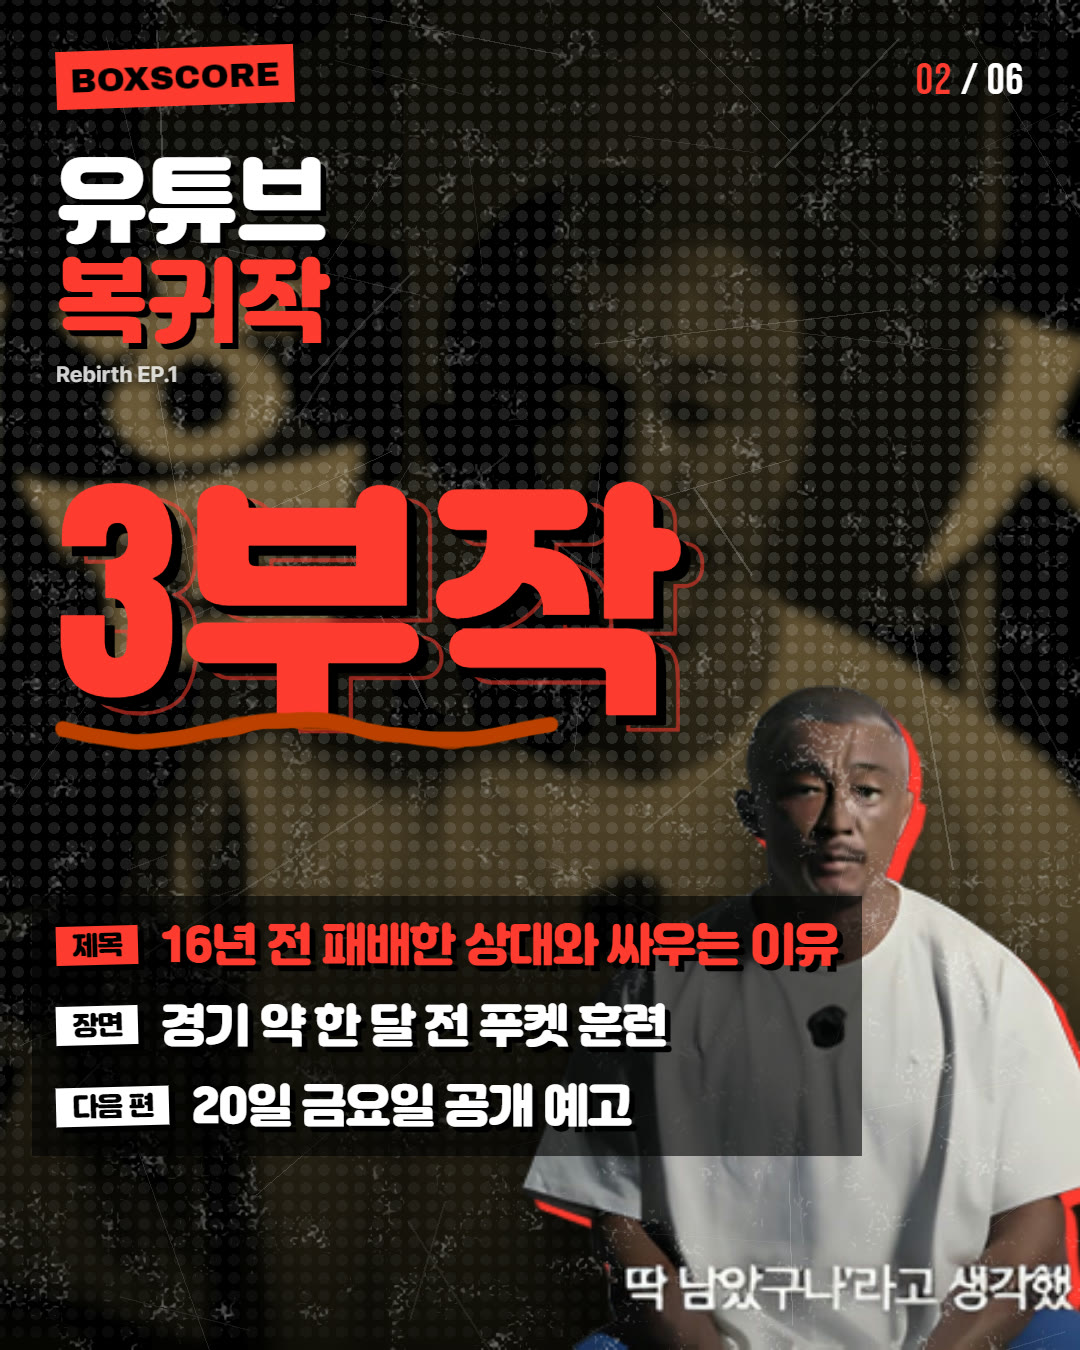 BOXSCORE
02 / 06
유튜브
복귀작
Rebirth EP.1
3부작
제목 16년 전 패배한 상대와 싸우는 이유
장면 경기 약 한 달 전 푸켓 훈련
다음 편 20일 금요일 공개 예고
딱 남았구나'라고 생각했